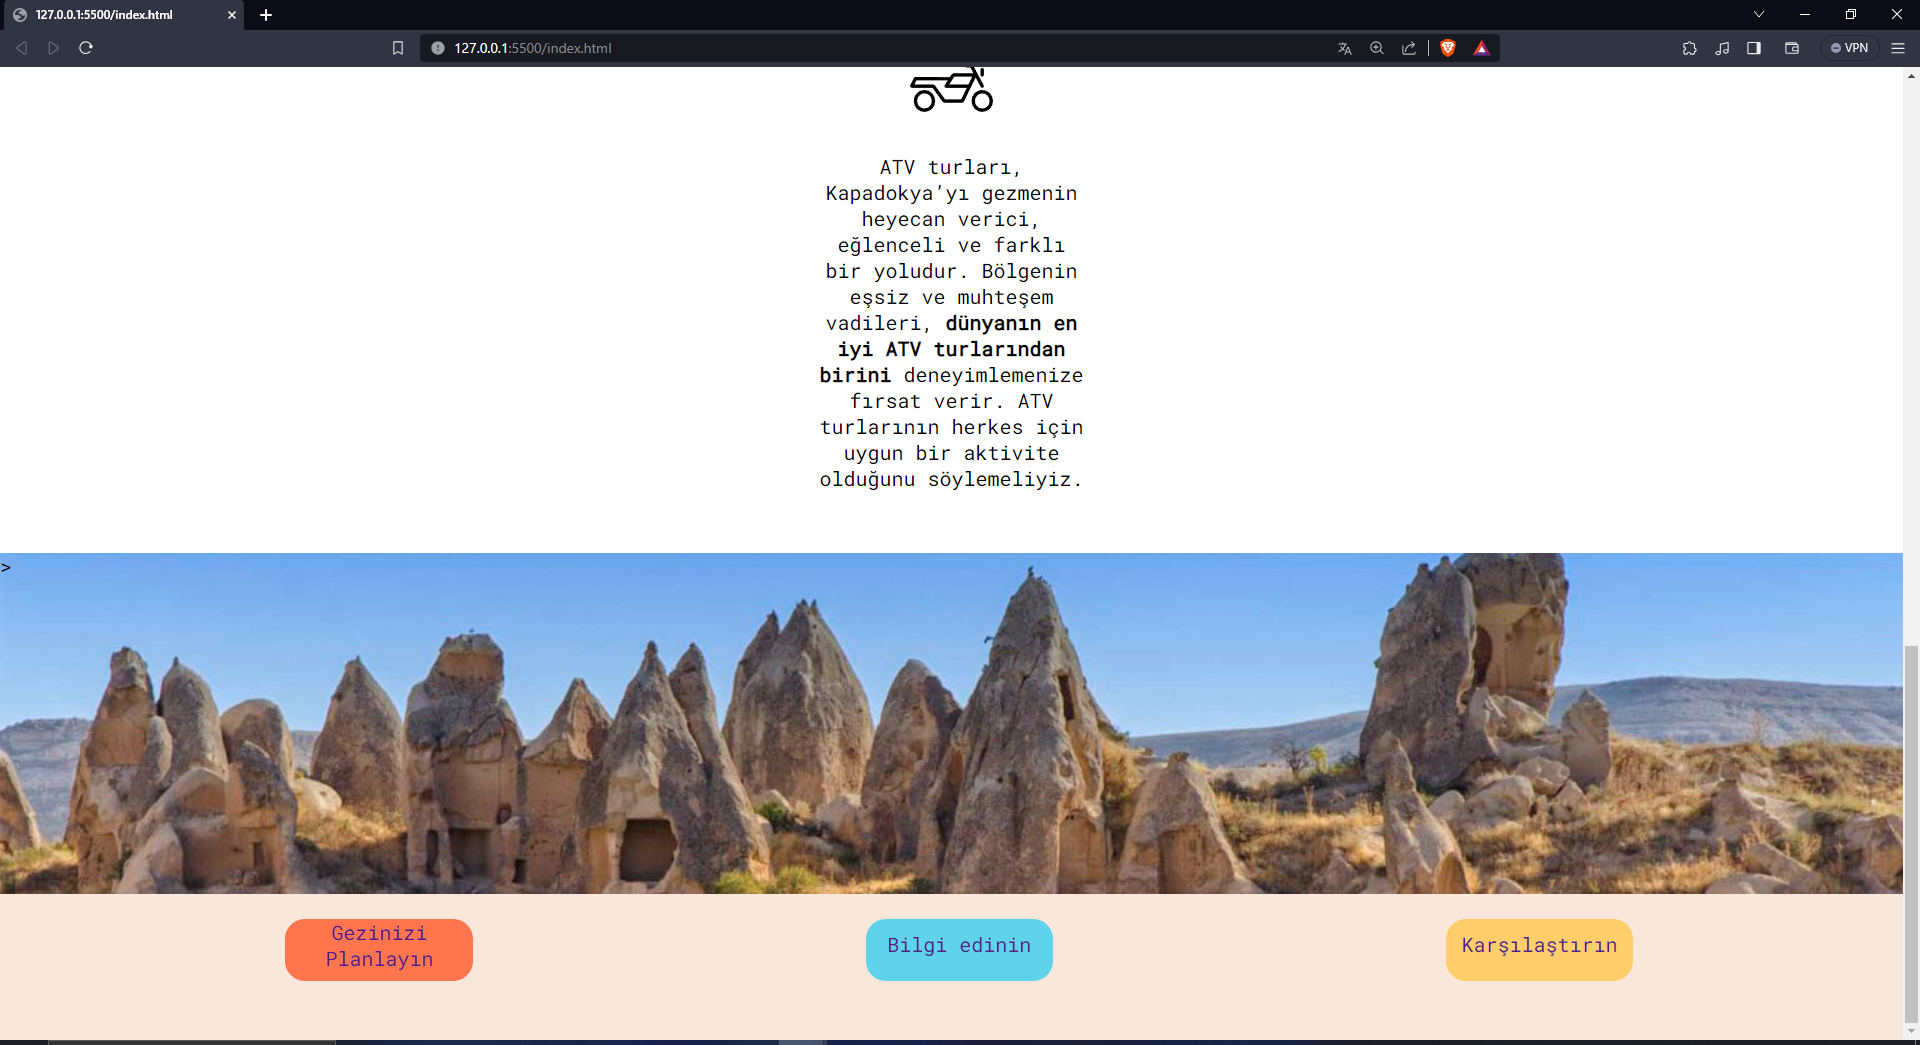 127.0.0.1:5500/index.html
127.0.0.1:5500/index.html
VPN
ATV turları,
Kapadokya’yı gezmenin
heyecan verici,
eğlenceli ve farklı
bir yoludur. Bölgenin
eşsiz ve muhteşem
vadileri, dünyanın en
iyi ATV turlarından
birini deneyimlemenize
fırsat verir. ATV
turlarının herkes için
uygun bir aktivite
olduğunu söylemeliyiz.
>
Gezinizi
Planlayın
Bilgi edinin
Karşılaştırın